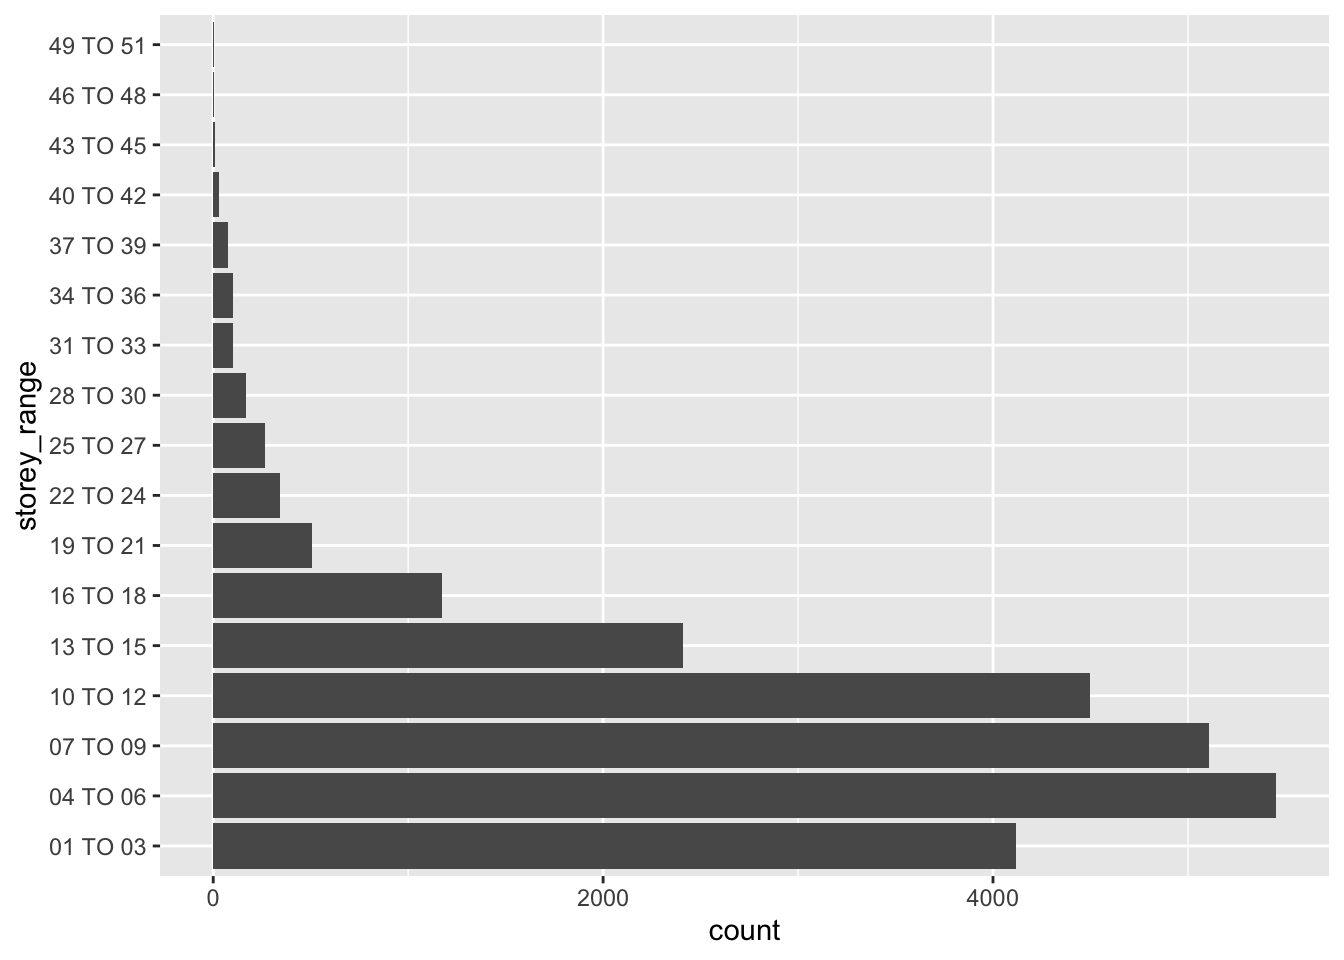 49 TO 51
46 TO 48
43 TO 45
40 TO 42
37 TO 39
34 TO 36
31 TO 33
28 TO 30
25 TO 27
22 TO 24
19 TO 21
16 TO 18
13 TO 15
10 TO 12
07 TO 09
04 TO 06
01 TO 03
storey_range
0 2000 4000
count